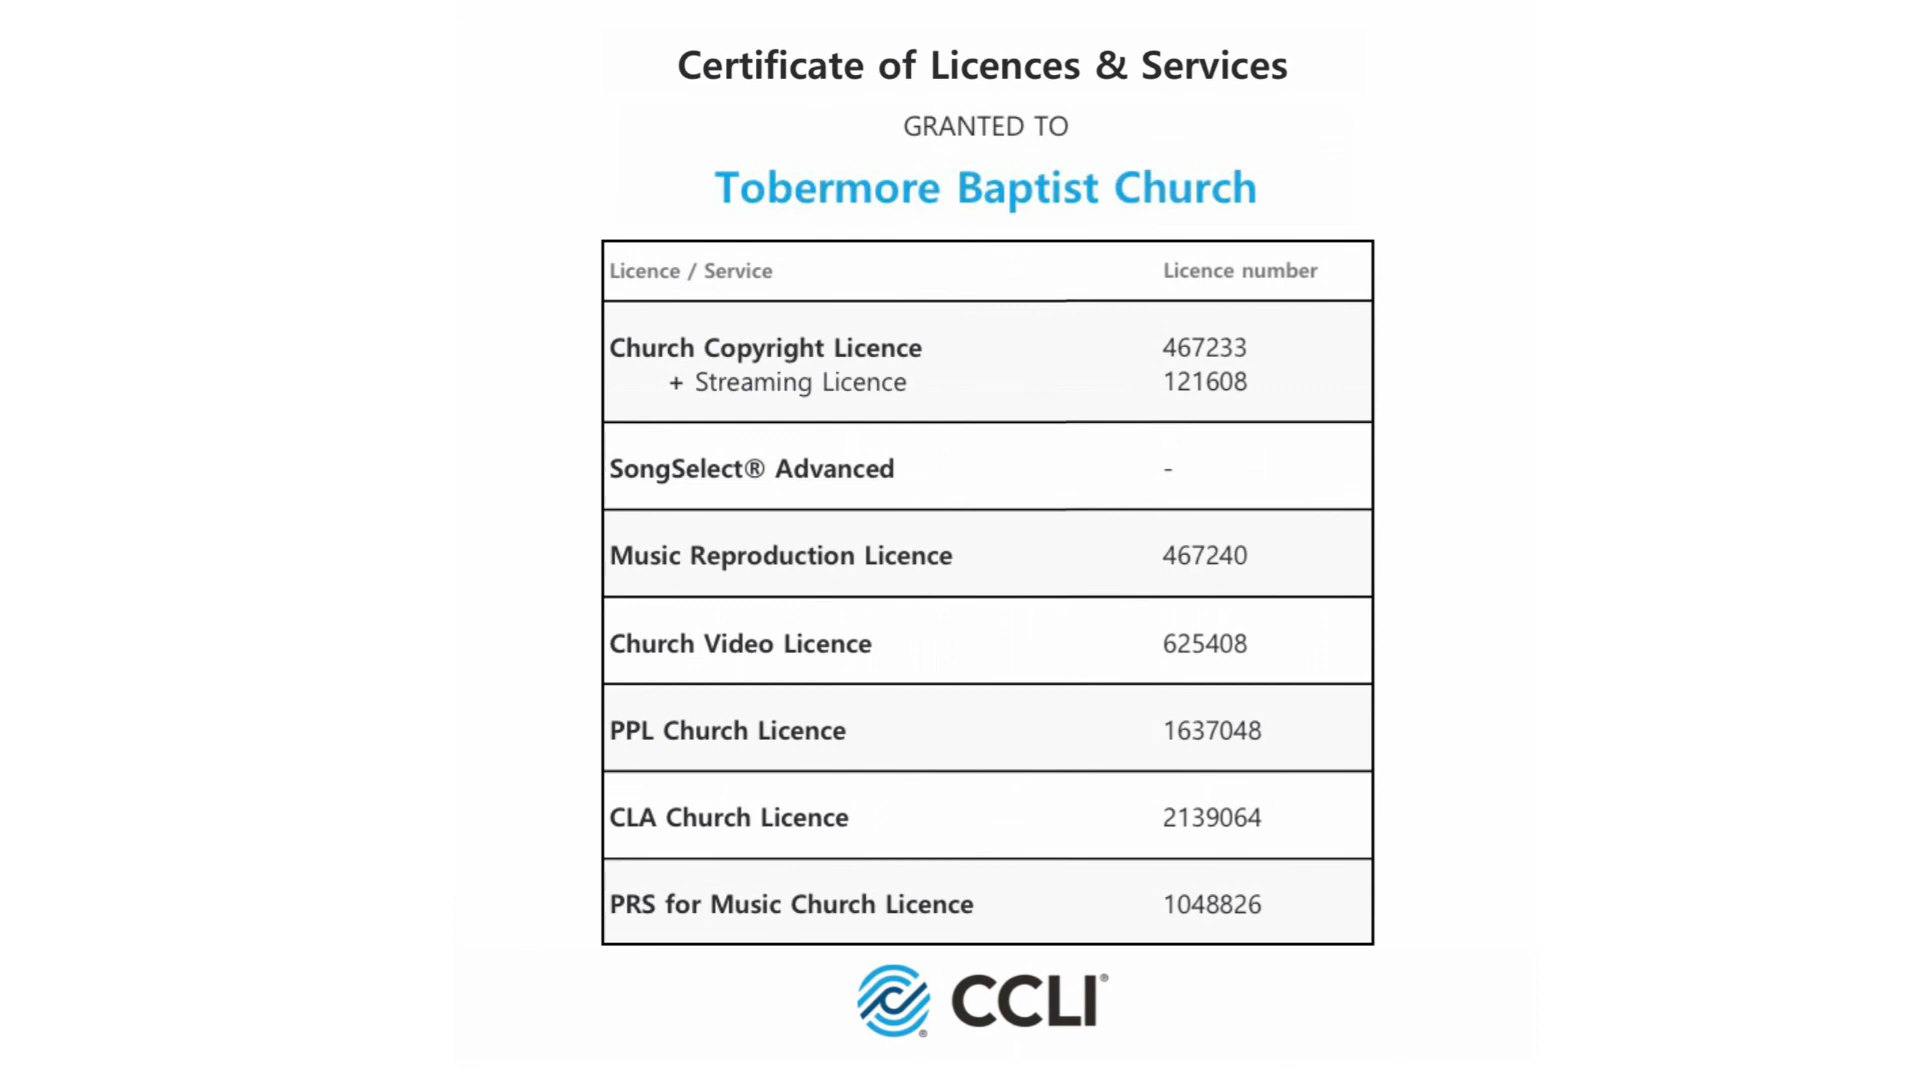 Certificate of Licences & Services
GRANTED TO
Tobermore Baptist Church
Licence / Service Licence number
Church Copyright Licence 467233
+ Streaming Licence 121608
SongSelect® Advanced -
Music Reproduction Licence 467240
Church Video Licence 625408
PPL Church Licence 1637048
CLA Church Licence 2139064
PRS for Music Church Licence 1048826
CCLI®